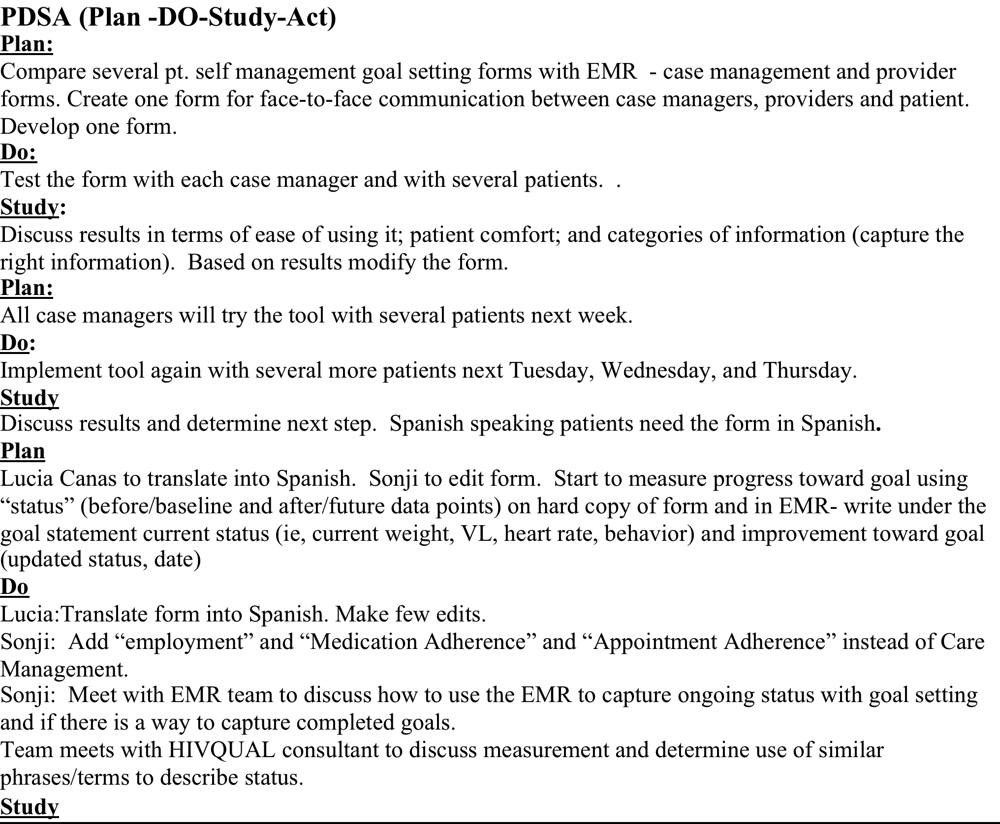 PDSA (Plan -DO-Study-Act)
Plan:
Compare several pt. self management goal setting forms with EMR  - case management and provider
forms. Create one form for face-to-face communication between case managers, providers and patient.
Develop one form.
Do:
Test the form with each case manager and with several patients.  .
Study:
Discuss results in terms of ease of using it; patient comfort; and categories of information (capture the
right information).  Based on results modify the form.
Plan:
All case managers will try the tool with several patients next week.
Do:
Implement tool again with several more patients next Tuesday, Wednesday, and Thursday.
Study
Discuss results and determine next step.  Spanish speaking patients need the form in Spanish.
Plan
Lucia Canas to translate into Spanish.  Sonji to edit form.  Start to measure progress toward goal using
“status” (before/baseline and after/future data points) on hard copy of form and in EMR- write under the
goal statement current status (ie, current weight, VL, heart rate, behavior) and improvement toward goal
(updated status, date)
Do
Lucia:Translate form into Spanish. Make few edits.
Sonji:  Add “employment” and “Medication Adherence” and “Appointment Adherence” instead of Care
Management.
Sonji:  Meet with EMR team to discuss how to use the EMR to capture ongoing status with goal setting
and if there is a way to capture completed goals.
Team meets with HIVQUAL consultant to discuss measurement and determine use of similar
phrases/terms to describe status.
Study